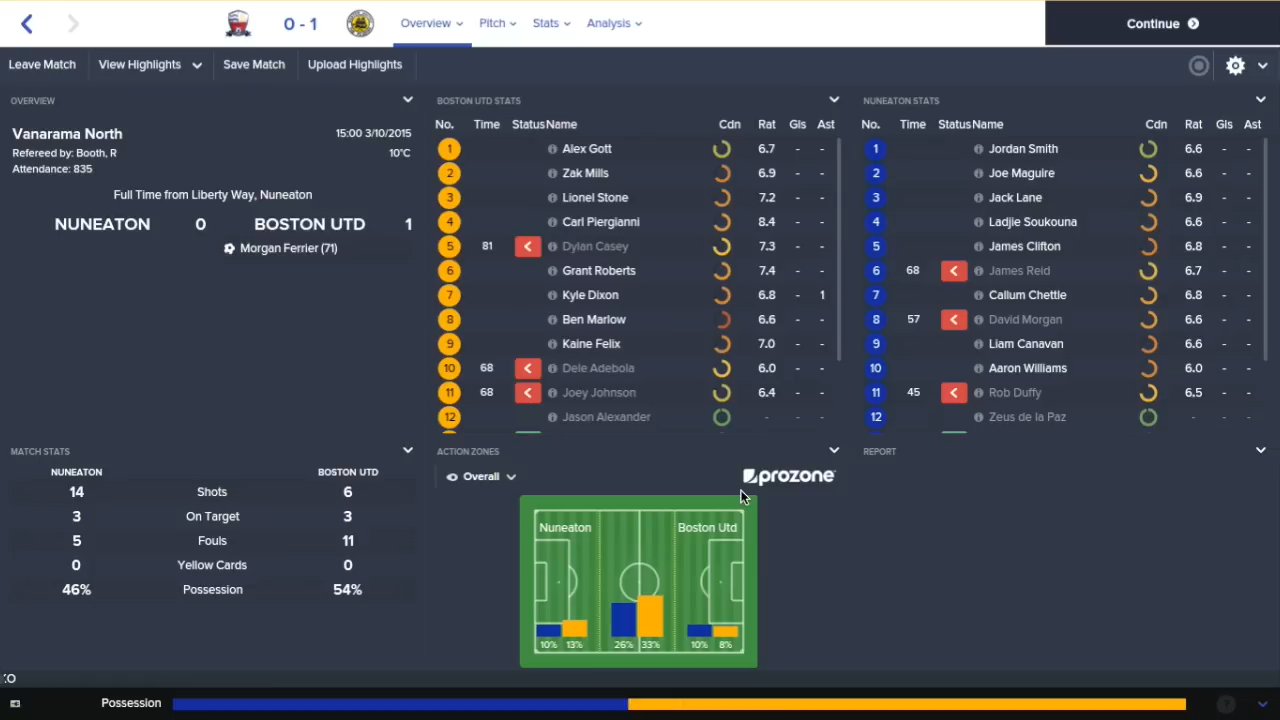 0 - 1
Overview
Pitch
Stats
Analysis
Continue
Leave Match
View Highlights
Save Match
Upload Highlights
OVERVIEW
Vanarama North
15:00 3/10/2015
Refereed by: Booth, R
10°C
Attendance: 835
Full Time from Liberty Way, Nuneaton
NUNEATON 0 BOSTON UTD 1
Morgan Ferrier (71)
BOSTON UTD STATS
No. Time Status Name Cdn Rat Gls Ast
1 Alex Gott 6.7 - -
2 Zak Mills 6.9 - -
3 Lionel Stone 7.2 - -
4 Carl Piergianni 8.4 - -
5 81 Dylan Casey 7.3 - -
6 Grant Roberts 7.4 - -
7 Kyle Dixon 6.8 - 1
8 Ben Marlow 6.6 - -
9 Kaine Felix 7.0 - -
10 68 Dele Adebola 6.0 - -
11 68 Joey Johnson 6.4 - -
12 Jason Alexander - - -
NUNEATON STATS
No. Time Status Name Cdn Rat Gls Ast
1 Jordan Smith 6.6 - -
2 Joe Maguire 6.6 - -
3 Jack Lane 6.9 - -
4 Ladjie Soukouna 6.6 - -
5 James Clifton 6.8 - -
6 68 James Reid 6.7 - -
7 Callum Chettle 6.8 - -
8 57 David Morgan 6.6 - -
9 Liam Canavan 6.6 - -
10 Aaron Williams 6.0 - -
11 45 Rob Duffy 6.5 - -
12 Zeus de la Paz - - -
MATCH STATS
NUNEATON BOSTON UTD
14 Shots 6
3 On Target 3
5 Fouls 11
0 Yellow Cards 0
46% Possession 54%
ACTION ZONES
Overall
prozone
Nuneaton Boston Utd
10% 13% 26% 33% 10% 8%
REPORT
Possession